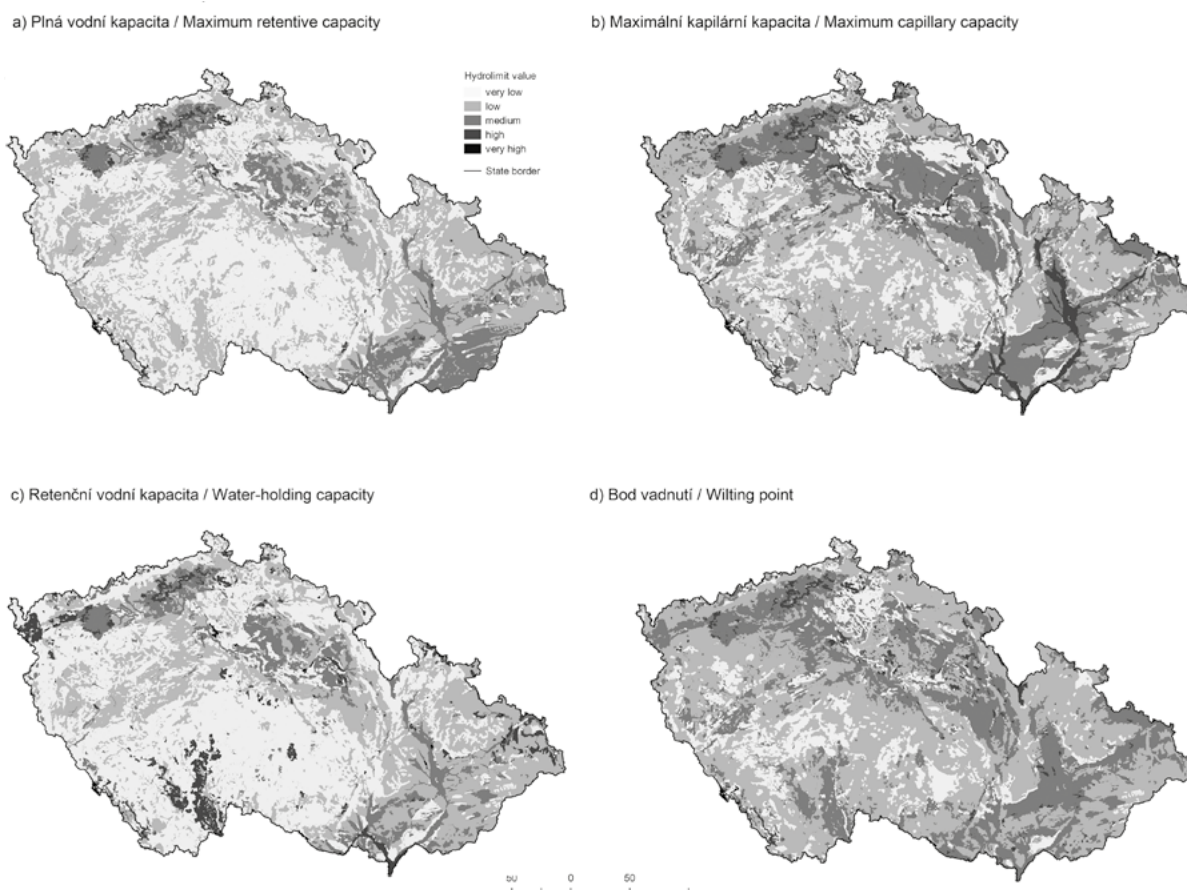 a) Plná vodní kapacita / Maximum retentive capacity
b) Maximální kapilární kapacita / Maximum capillary capacity
Hydrolimit value
very low
low
medium
high
very high
State border
c) Retenční vodní kapacita / Water-holding capacity
d) Bod vadnutí / Wilting point
50 0 50